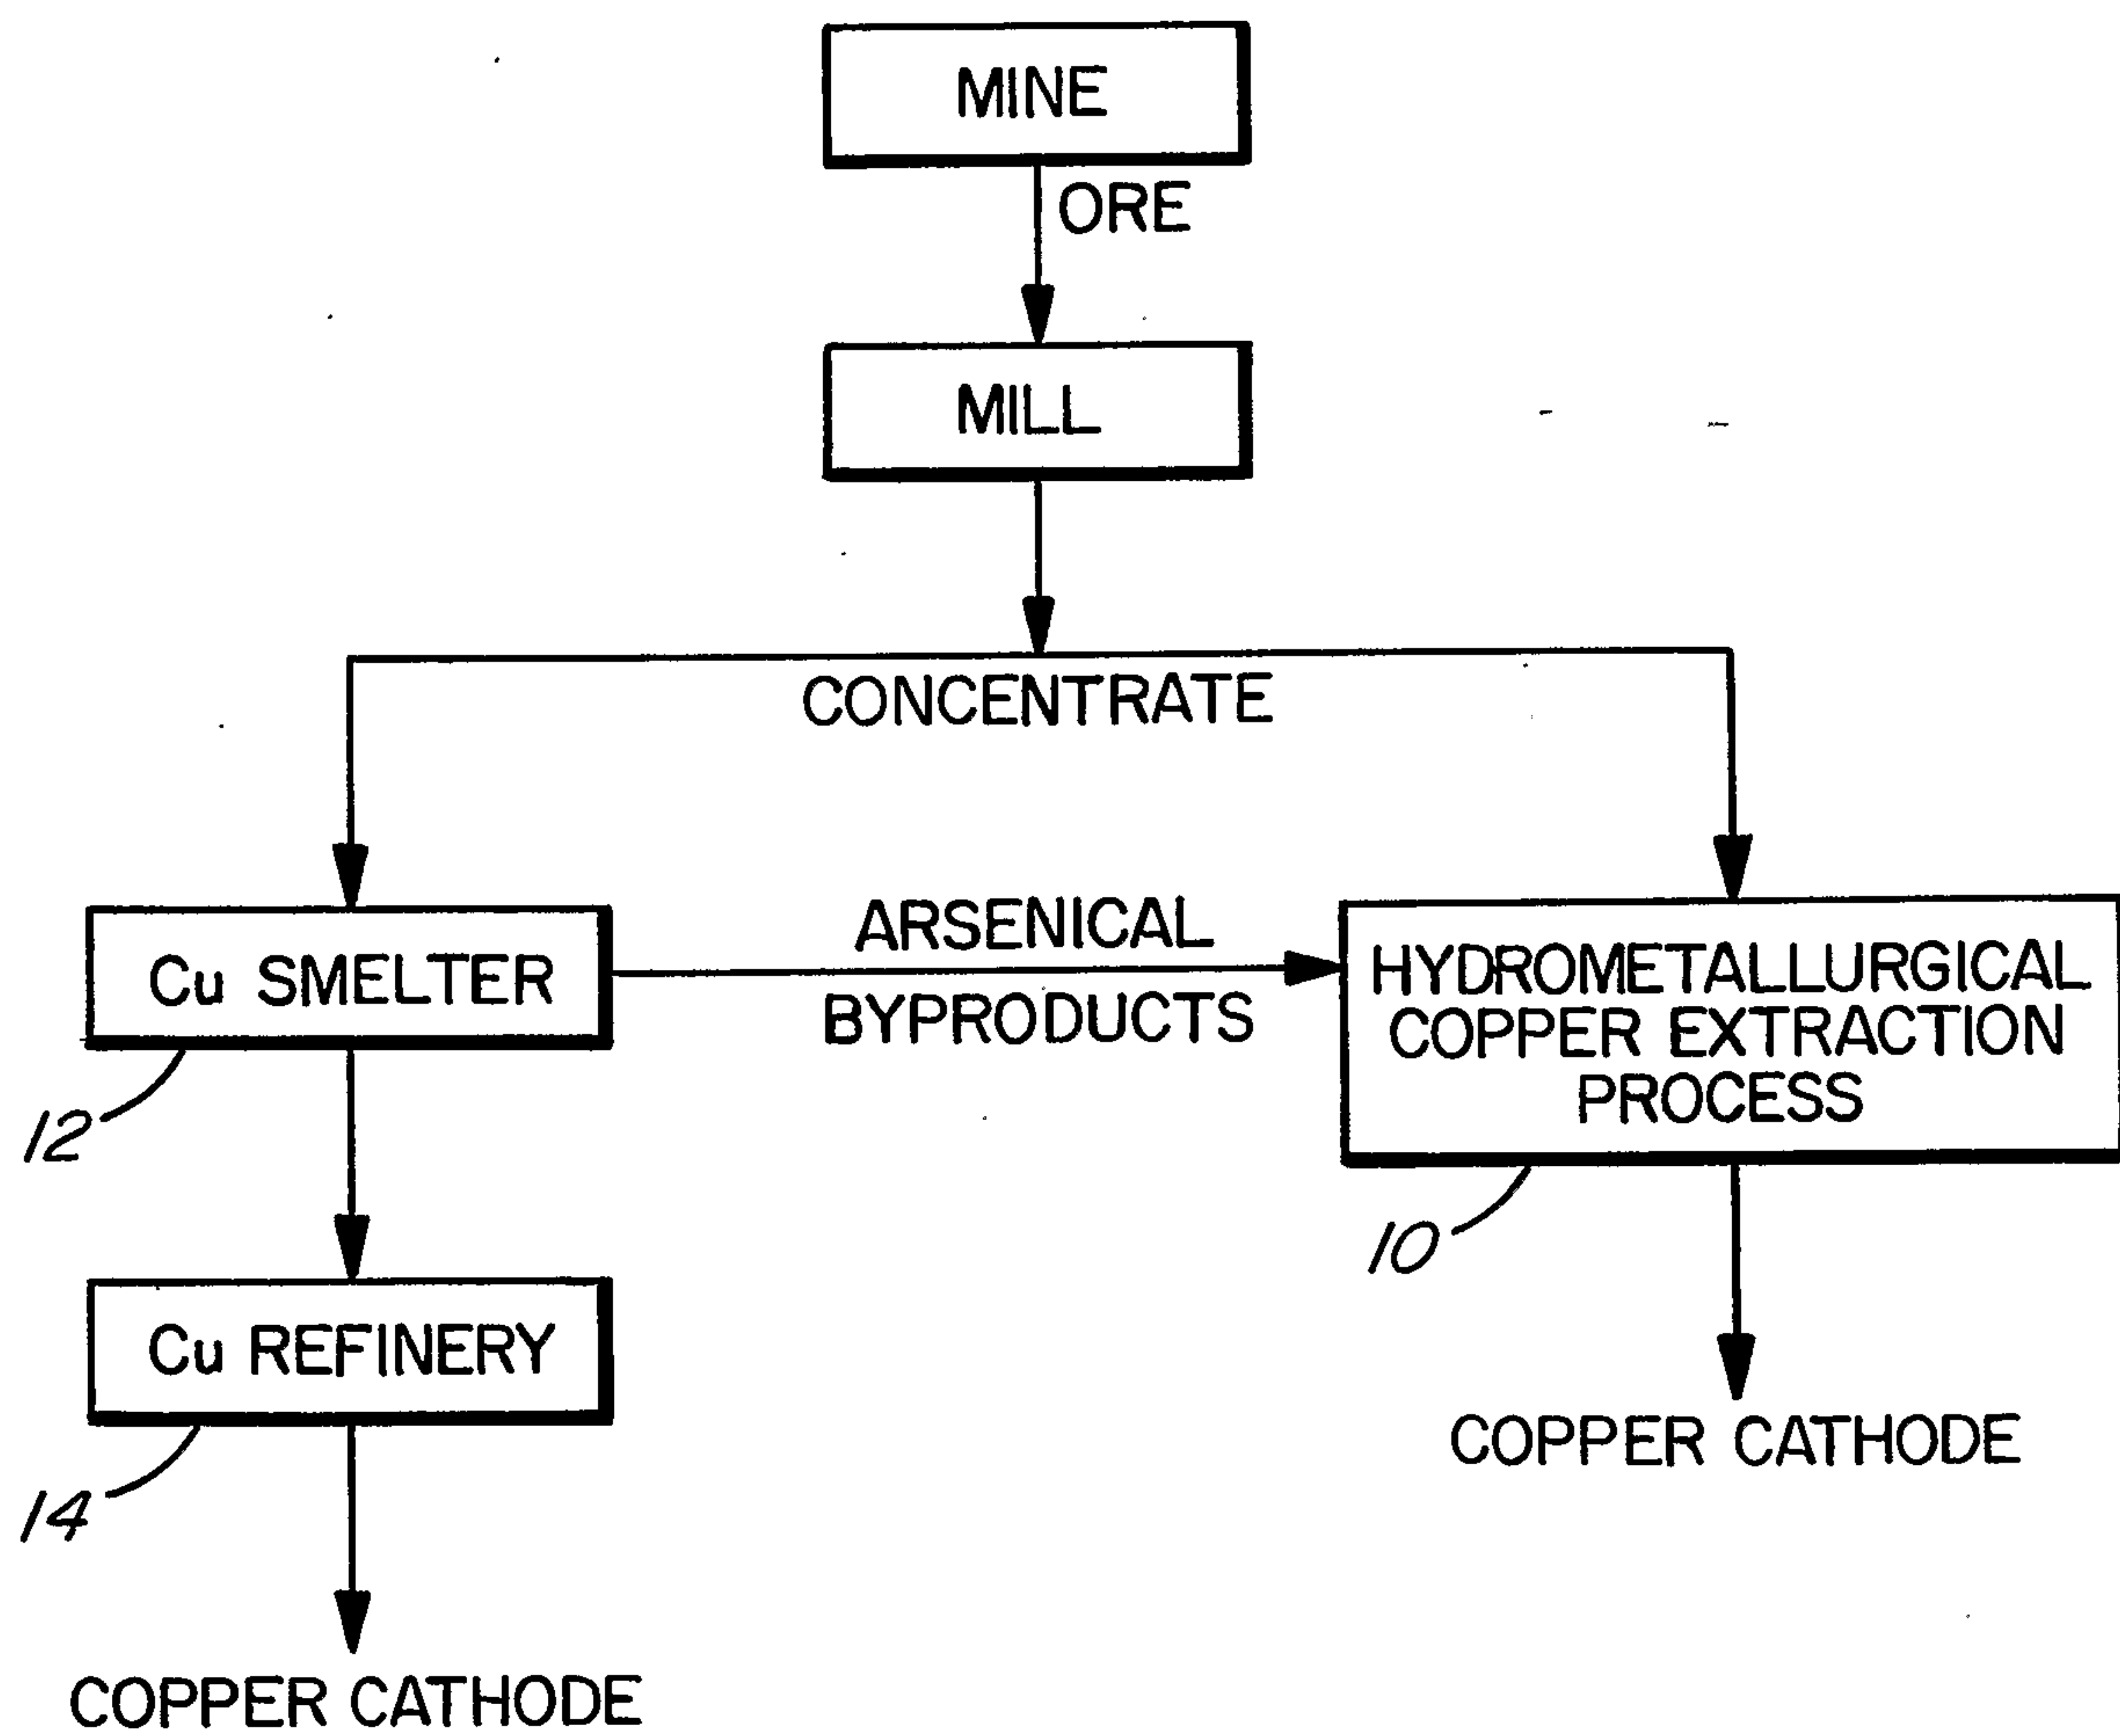 MINE
ORE
MILL
CONCENTRATE
ARSENICAL
BYPRODUCTS
Cu SMELTER
12
HYDROMETALLURGICAL
COPPER EXTRACTION
PROCESS
10
Cu REFINERY
14
COPPER CATHODE
COPPER CATHODE